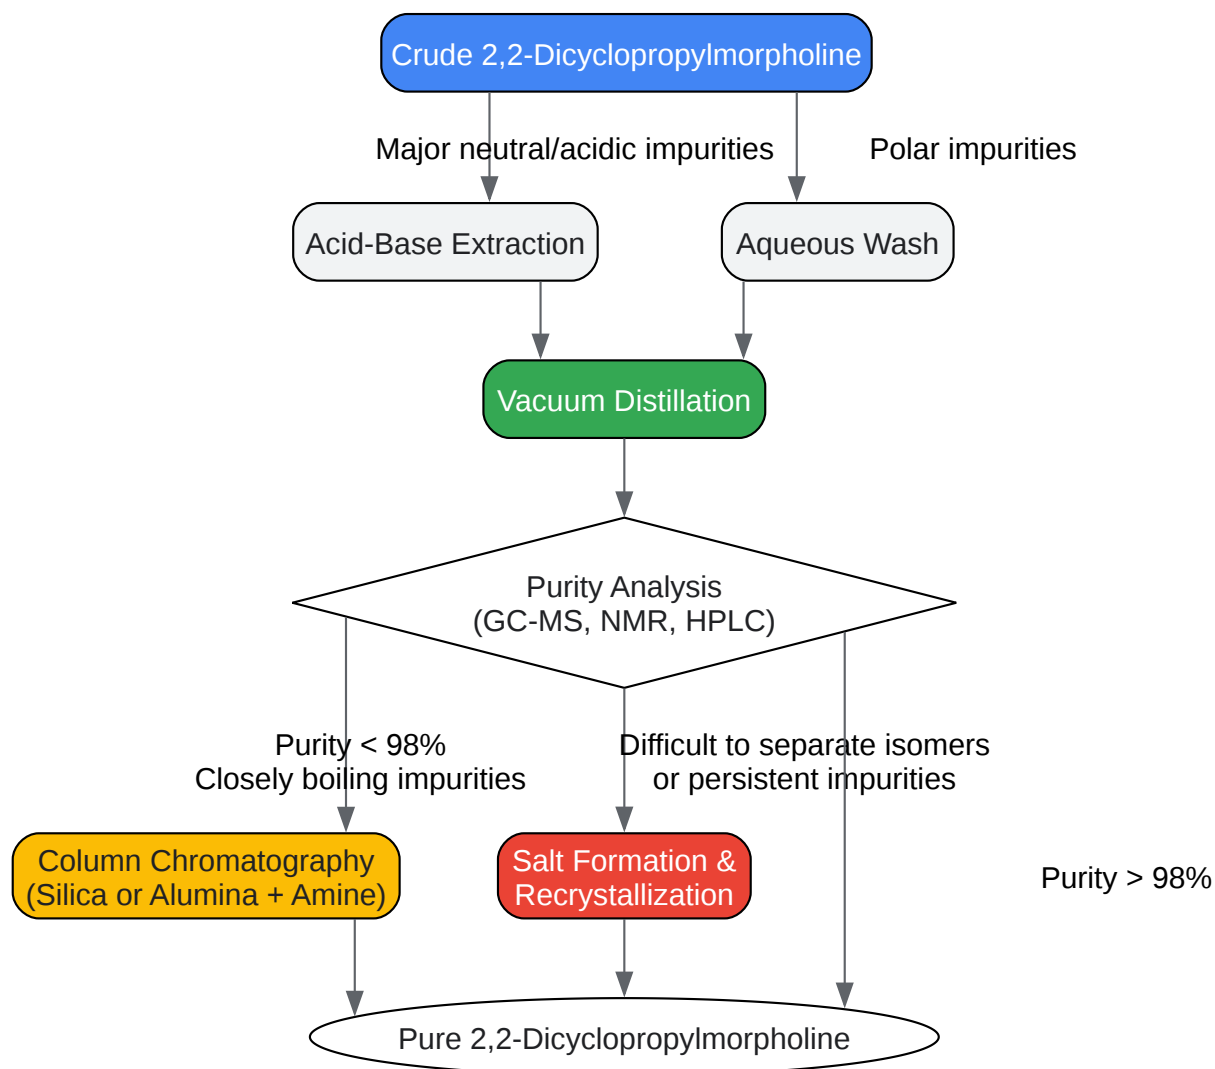 Crude 2,2-Dicyclopropylmorpholine
Major neutral/acidic impurities
Polar impurities
Acid-Base Extraction
Aqueous Wash
Vacuum Distillation
Purity Analysis
(GC-MS, NMR, HPLC)
Purity < 98%
Closely boiling impurities
Difficult to separate isomers
or persistent impurities
Column Chromatography
(Silica or Alumina + Amine)
Salt Formation &
Recrystallization
Purity > 98%
Pure 2,2-Dicyclopropylmorpholine